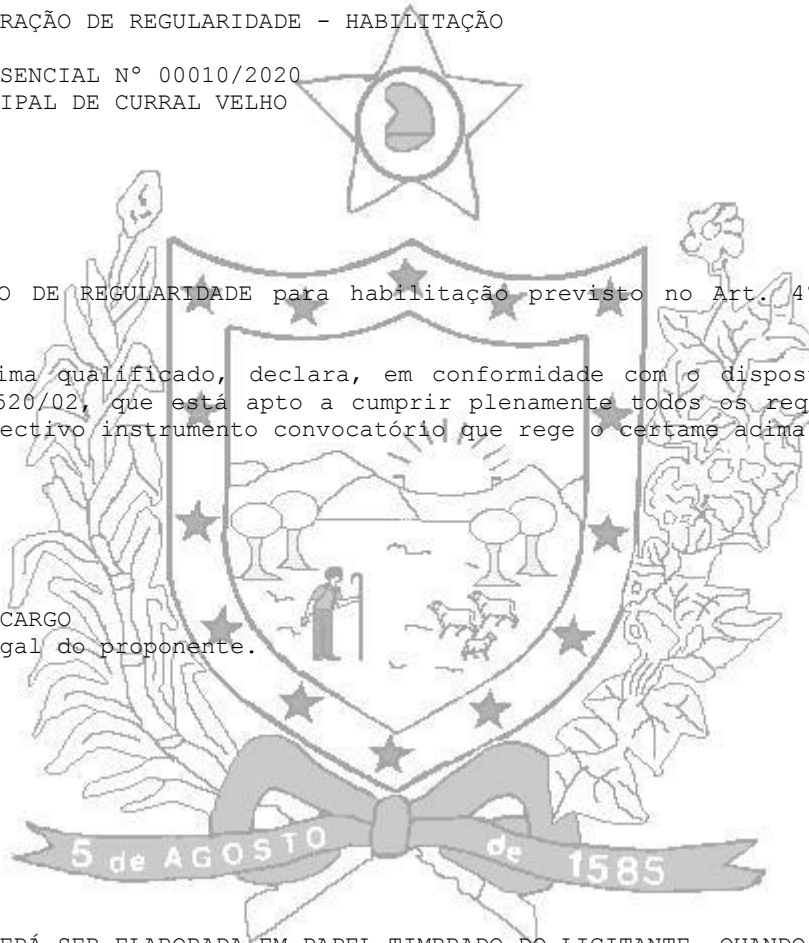 RAÇÃO DE REGULARIDADE - HABILITAÇÃO
SENCIAL Nº 00010/2020
IPAL DE CURRAL VELHO
O DE REGULARIDADE para habilitação previsto no Art. 4º
ima qualificado, declara, em conformidade com o dispos
520/02, que está apto a cumprir plenamente todos os req
ectivo instrumento convocatório que rege o certame acima
CARGO
gal do proponente.
5 de AGOSTO de 1585
ERÁ SER ELABORADA EM PAPEL TIMBRADO DO LICITANTE, QUANDO